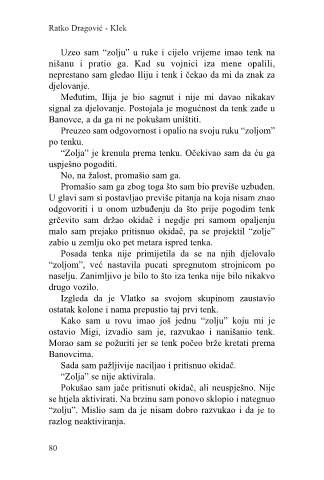 Ratko Dragović - Klek
Uzeo sam “zolju” u ruke i cijelo vrijeme imao tenk na
nišanu i pratio ga. Kad su vojnici iza mene opalili,
neprestano sam gledao Iliju i tenk i čekao da mi da znak za
djelovanje.
Međutim, Ilija je bio sagnut i nije mi davao nikakav
signal za djelovanje. Postojala je mogućnost da tenk zađe u
Banovce, a da ga ni ne pokušam uništiti.
Preuzeo sam odgovornost i opalio na svoju ruku “zoljom”
po tenku.
“Zolja” je krenula prema tenku. Očekivao sam da ću ga
uspješno pogoditi.
No, na žalost, promašio sam ga.
Promašio sam ga zbog toga što sam bio previše uzbuđen.
U glavi sam si postavljao previše pitanja na koja nisam znao
odgovoriti i u onom uzbuđenju da što prije pogodim tenk
grčevito sam držao okidač i negdje pri samom opaljenju
malo sam prejako pritisnuo okidač, pa se projektil “zolje”
zabio u zemlju oko pet metara ispred tenka.
Posada tenka nije primijetila da se na njih djelovalo
“zoljom”, već nastavila pucati spregnutom strojnicom po
naselju. Zanimljivo je bilo to što iza tenka nije bilo nikakvo
drugo vozilo.
Izgleda da je Vlatko sa svojom skupinom zaustavio
ostatak kolone i nama prepustio taj prvi tenk.
Kako sam u rovu imao još jednu “zolju” koju mi je
ostavio Migi, izvadio sam je, razvukao i nanišanio tenk.
Morao sam se požuriti jer se tenk počeo brže kretati prema
Banovcima.
Sada sam pažljivije naciljao i pritisnuo okidač.
“Zolja” se nije aktivirala.
Pokušao sam jače pritisnuti okidač, ali neuspješno. Nije
se htjela aktivirati. Na brzinu sam ponovo sklopio i nategnuo
“zolju”. Mislio sam da je nisam dobro razvukao i da je to
razlog neaktiviranja.
80